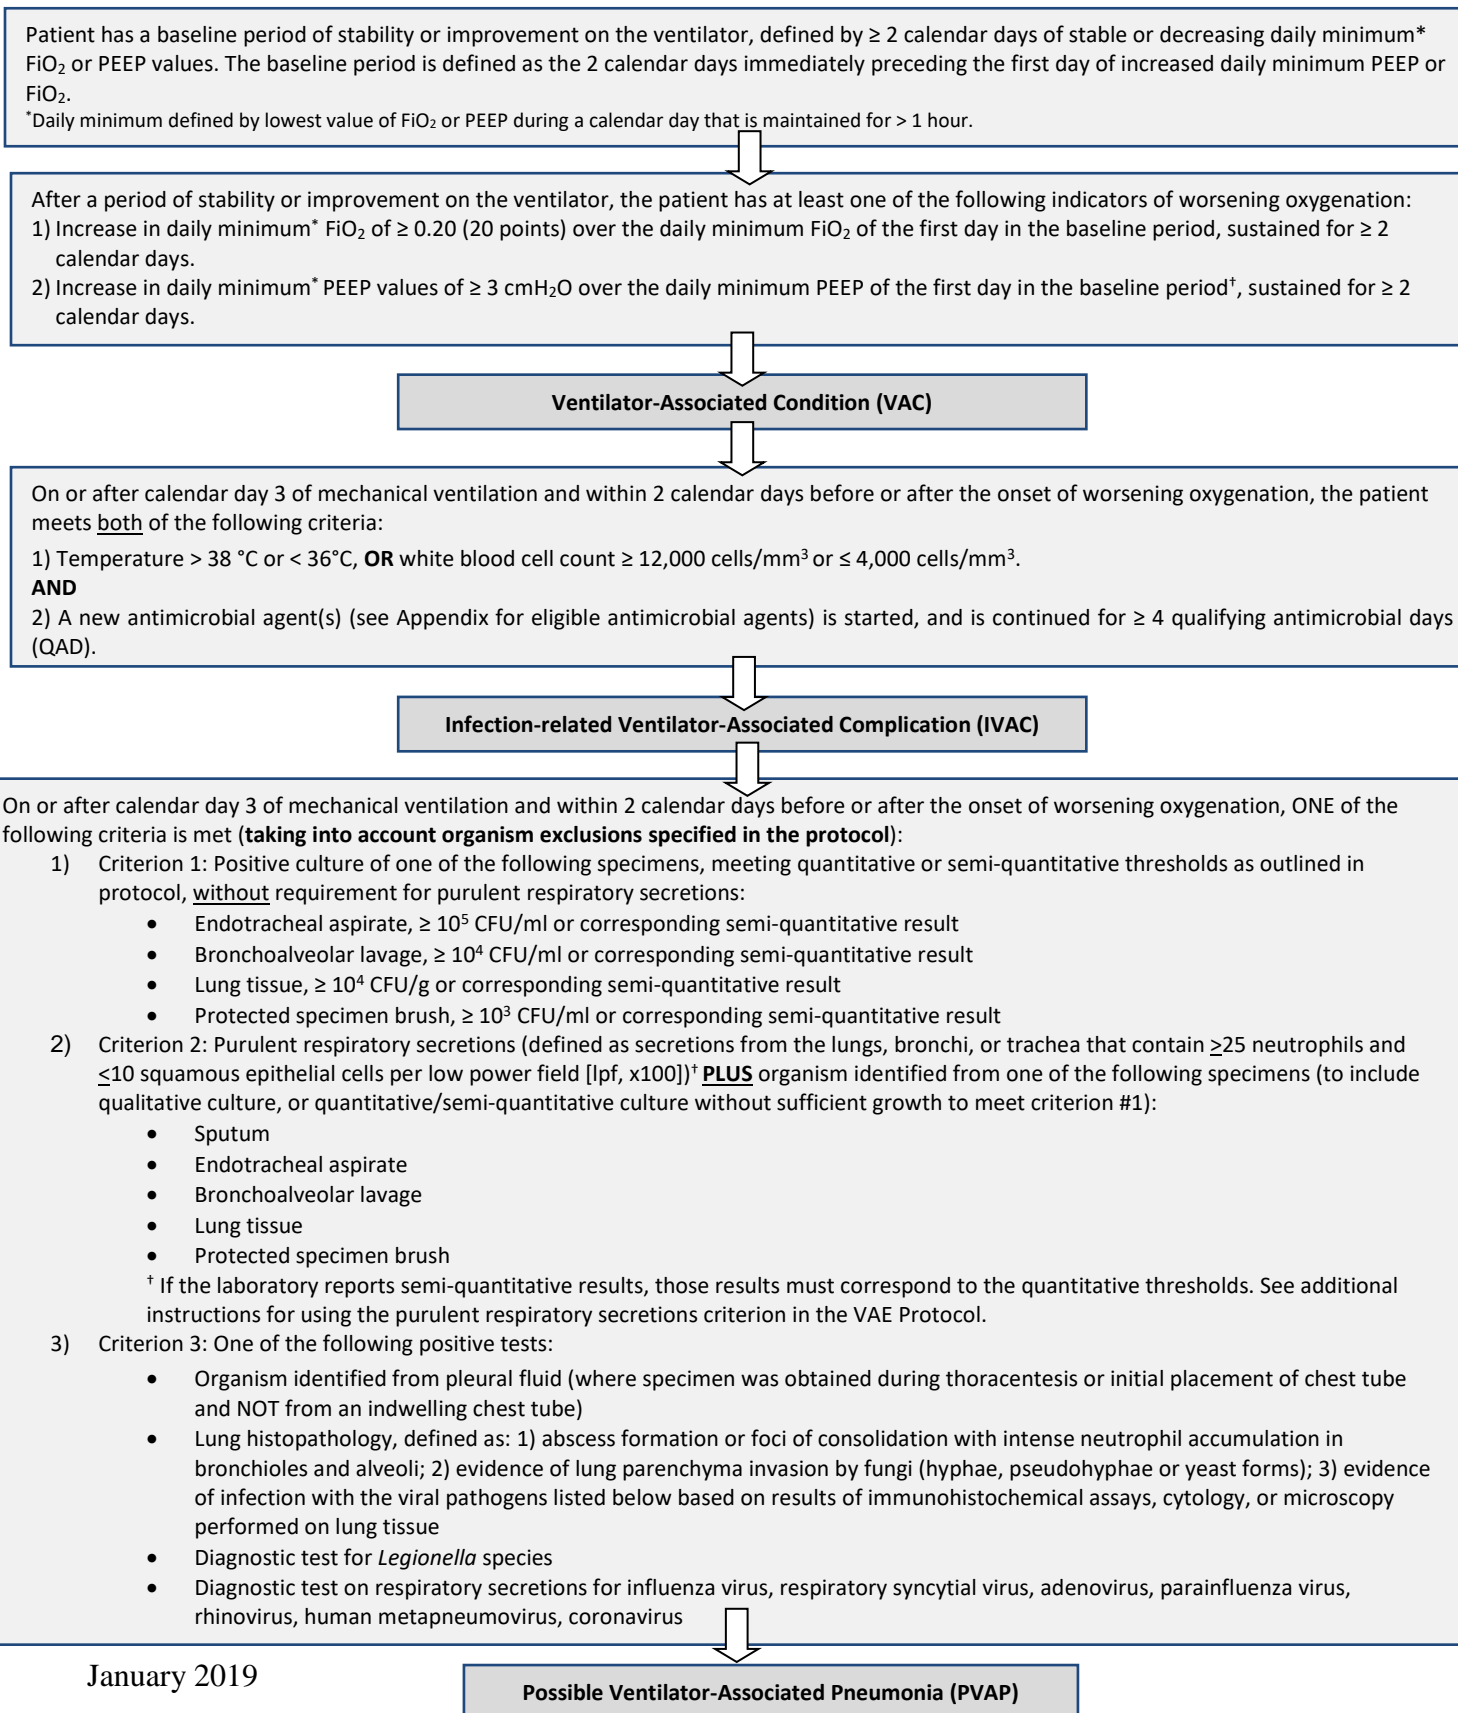 Patient has a baseline period of stability or improvement on the ventilator, defined by ≥ 2 calendar days of stable or decreasing daily minimum*
FiO₂ or PEEP values. The baseline period is defined as the 2 calendar days immediately preceding the first day of increased daily minimum PEEP or
FiO₂.
*Daily minimum defined by lowest value of FiO₂ or PEEP during a calendar day that is maintained for > 1 hour.
After a period of stability or improvement on the ventilator, the patient has at least one of the following indicators of worsening oxygenation:
1) Increase in daily minimum* FiO₂ of ≥ 0.20 (20 points) over the daily minimum FiO₂ of the first day in the baseline period, sustained for ≥ 2
calendar days.
2) Increase in daily minimum* PEEP values of ≥ 3 cmH₂O over the daily minimum PEEP of the first day in the baseline period†, sustained for ≥ 2
calendar days.
Ventilator-Associated Condition (VAC)
On or after calendar day 3 of mechanical ventilation and within 2 calendar days before or after the onset of worsening oxygenation, the patient
meets both of the following criteria:
1) Temperature > 38 °C or < 36°C, OR white blood cell count ≥ 12,000 cells/mm³ or ≤ 4,000 cells/mm³.
AND
2) A new antimicrobial agent(s) (see Appendix for eligible antimicrobial agents) is started, and is continued for ≥ 4 qualifying antimicrobial days
(QAD).
Infection-related Ventilator-Associated Complication (IVAC)
On or after calendar day 3 of mechanical ventilation and within 2 calendar days before or after the onset of worsening oxygenation, ONE of the
following criteria is met (taking into account organism exclusions specified in the protocol):
1) Criterion 1: Positive culture of one of the following specimens, meeting quantitative or semi-quantitative thresholds as outlined in
protocol, without requirement for purulent respiratory secretions:
• Endotracheal aspirate, ≥ 10⁵ CFU/ml or corresponding semi-quantitative result
• Bronchoalveolar lavage, ≥ 10⁴ CFU/ml or corresponding semi-quantitative result
• Lung tissue, ≥ 10⁴ CFU/g or corresponding semi-quantitative result
• Protected specimen brush, ≥ 10³ CFU/ml or corresponding semi-quantitative result
2) Criterion 2: Purulent respiratory secretions (defined as secretions from the lungs, bronchi, or trachea that contain ≥25 neutrophils and
≤10 squamous epithelial cells per low power field [lpf, x100])† PLUS organism identified from one of the following specimens (to include
qualitative culture, or quantitative/semi-quantitative culture without sufficient growth to meet criterion #1):
• Sputum
• Endotracheal aspirate
• Bronchoalveolar lavage
• Lung tissue
• Protected specimen brush
† If the laboratory reports semi-quantitative results, those results must correspond to the quantitative thresholds. See additional
instructions for using the purulent respiratory secretions criterion in the VAE Protocol.
3) Criterion 3: One of the following positive tests:
• Organism identified from pleural fluid (where specimen was obtained during thoracentesis or initial placement of chest tube
and NOT from an indwelling chest tube)
• Lung histopathology, defined as: 1) abscess formation or foci of consolidation with intense neutrophil accumulation in
bronchioles and alveoli; 2) evidence of lung parenchyma invasion by fungi (hyphae, pseudohyphae or yeast forms); 3) evidence
of infection with the viral pathogens listed below based on results of immunohistochemical assays, cytology, or microscopy
performed on lung tissue
• Diagnostic test for Legionella species
• Diagnostic test on respiratory secretions for influenza virus, respiratory syncytial virus, adenovirus, parainfluenza virus,
rhinovirus, human metapneumovirus, coronavirus
January 2019
Possible Ventilator-Associated Pneumonia (PVAP)